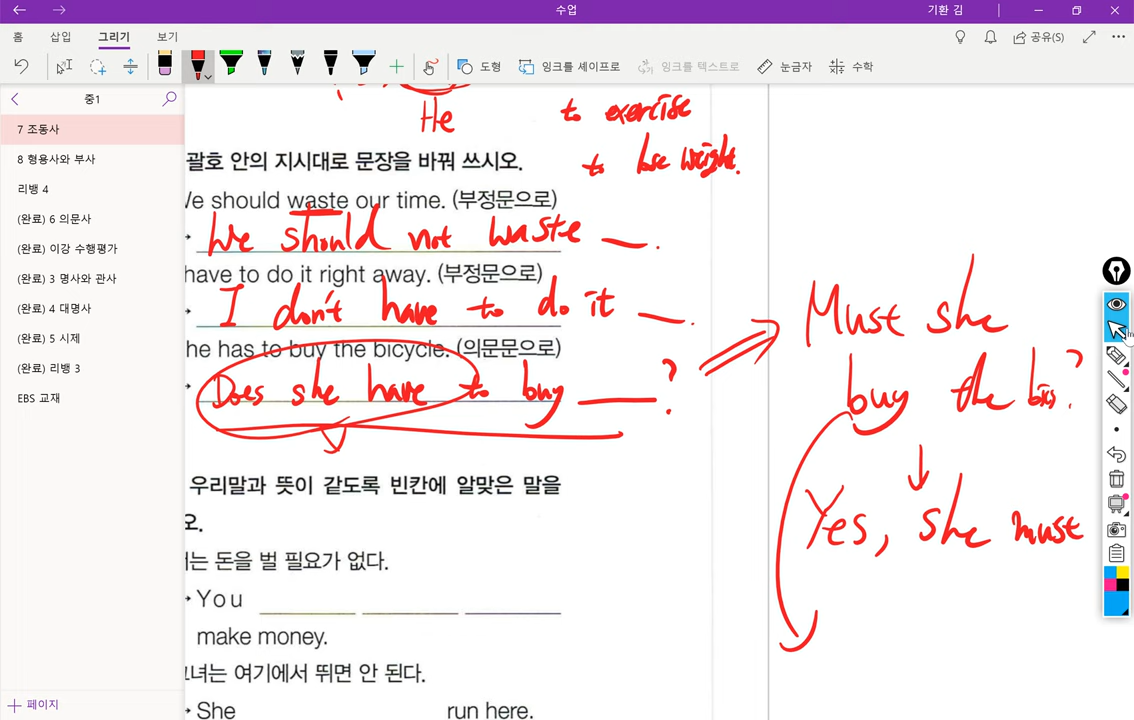 수업
기환 김
홈 삽입 그리기 보기
공유(S)
도형 잉크를 셰이프로 잉크를 텍스트로 눈금자 수학
중1
7 조동사
8 형용사와 부사
리뱅 4
(완료) 6 의문사
(완료) 이강 수행평가
(완료) 3 명사와 관사
(완료) 4 대명사
(완료) 5 시제
(완료) 리뱅 3
EBS 교재
페이지
He
to exercise
to lose weight.
괄호 안의 지시대로 문장을 바꿔 쓰시오.
We should waste our time. (부정문으로)
We should not waste
have to do it right away. (부정문으로)
I don't have to do it
he has to buy the bicycle. (의문문으로)
Does she have to buy ?
우리말과 뜻이 같도록 빈칸에 알맞은 말을
오.
는 돈을 벌 필요가 없다.
You
make money.
녀는 여기에서 뛰면 안 된다.
She run here.
Must she
buy the ?
Yes, she must